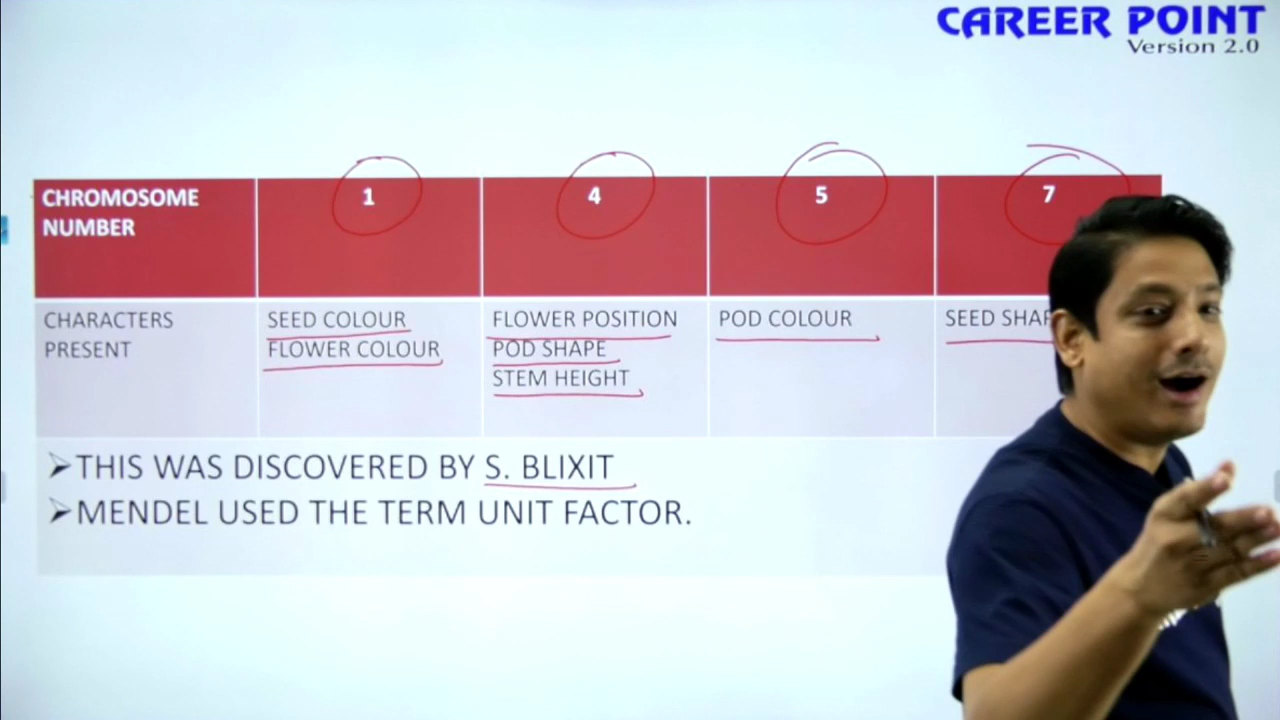 CAREER POINT
Version 2.0
CHROMOSOME NUMBER 1 4 5 7
CHARACTERS PRESENT
SEED COLOUR
FLOWER COLOUR
FLOWER POSITION
POD SHAPE
STEM HEIGHT
POD COLOUR
SEED
➢THIS WAS DISCOVERED BY S. BLIXIT
➢MENDEL USED THE TERM UNIT FACTOR.